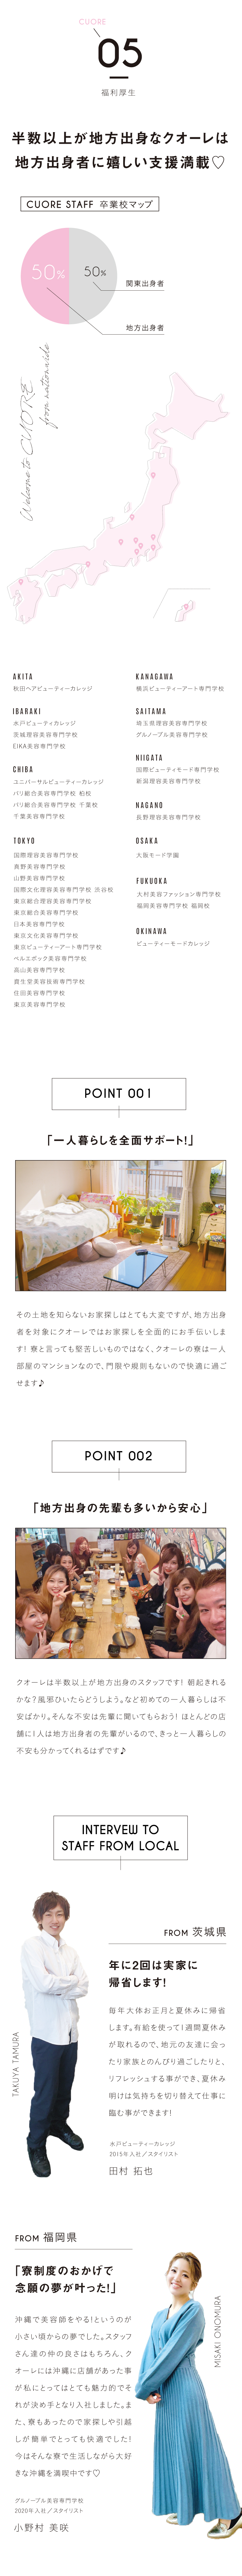 CUORE
05
福利厚生
半数以上が地方出身なクオーレは
地方出身者に嬉しい支援満載♡
CUORE STAFF 卒業校マップ
50%
50%
関東出身者
地方出身者
Welcome to CUORE
from nationwide
AKITA
秋田ヘアビューティーカレッジ
IBARAKI
水戸ビューティカレッジ
茨城理容美容専門学校
EIKA美容専門学校
CHIBA
ユニバーサルビューティーカレッジ
パリ総合美容専門学校 柏校
パリ総合美容専門学校 千葉校
千葉美容専門学校
TOKYO
国際理容美容専門学校
真野美容専門学校
山野美容専門学校
国際文化理容美容専門学校 渋谷校
東京総合理容美容専門学校
東京総合美容専門学校
日本美容専門学校
東京文化美容専門学校
東京ビューティーアート専門学校
ベルエポック美容専門学校
高山美容専門学校
資生堂美容技術専門学校
住田美容専門学校
東京美容専門学校
KANAGAWA
横浜ビューティーアート専門学校
SAITAMA
埼玉県理容美容専門学校
グルノーブル美容専門学校
NIIGATA
国際ビューティモード専門学校
新潟理容美容専門学校
NAGANO
長野理容美容専門学校
OSAKA
大阪モード学園
FUKUOKA
大村美容ファッション専門学校
福岡美容専門学校 福岡校
OKINAWA
ビューティーモードカレッジ
POINT 001
「一人暮らしを全面サポート!」
その土地を知らないお家探しはとても大変ですが、地方出身
者を対象にクオーレではお家探しを全面的にお手伝いしま
す! 寮と言っても堅苦しいものではなく、クオーレの寮は一人
部屋のマンションなので、門限や規則もないので快適に過ご
せます♪
POINT 002
「地方出身の先輩も多いから安心」
クオーレは半数以上が地方出身のスタッフです! 朝起きれる
かな?風邪ひいたらどうしよう。など初めての一人暮らしは不
安ばかり。そんな不安は先輩に聞いてもらおう! ほとんどの店
舗に1人は地方出身者の先輩がいるので、きっと一人暮らしの
不安も分かってくれるはずです♪
INTERVEW TO
STAFF FROM LOCAL
FROM 茨城県
年に2回は実家に
帰省します!
毎年大体お正月と夏休みに帰省
します。有給を使って1週間夏休み
が取れるので、地元の友達に会っ
たり家族とのんびり過ごしたりと、
リフレッシュする事ができ、夏休み
明けは気持ちを切り替えて仕事に
臨む事ができます!
水戸ビューティーカレッジ
2015年入社／スタイリスト
田村 拓也
TAKUYA TAMURA
FROM 福岡県
「寮制度のおかげで
念願の夢が叶った!」
沖縄で美容師をやる!というのが
小さい頃からの夢でした。スタッフ
さん達の仲の良さはもちろん、ク
オーレには沖縄に店舗があった事
が私にとってはとても魅力的でそ
れが決め手となり入社しました。ま
た、寮もあったので家探しや引越
しが簡単でとっても快適でした!
今はそんな寮で生活しながら大好
きな沖縄を満喫中です♡
グルノーブル美容専門学校
2020年入社／スタイリスト
小野村 美咲
MISAKI ONOMURA